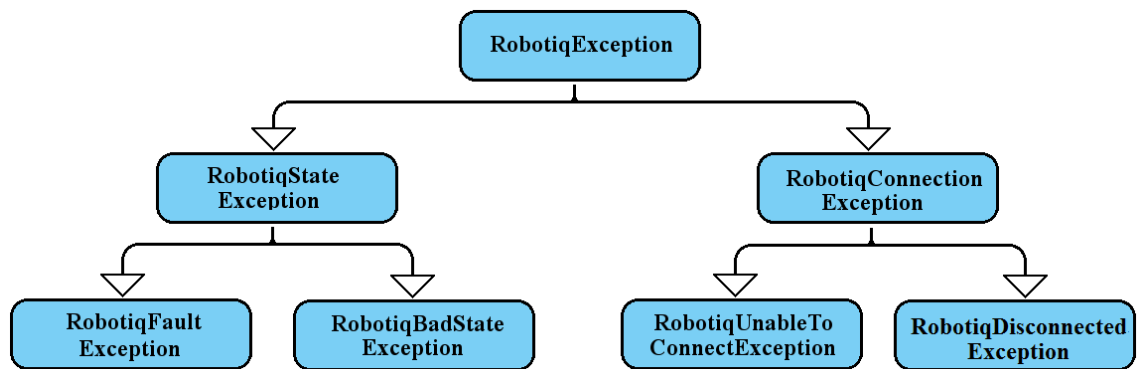 RobotiqException
RobotiqState
Exception
RobotiqConnection
Exception
RobotiqFault
Exception
RobotiqBadState
Exception
RobotiqUnableTo
ConnectException
RobotiqDisconnected
Exception